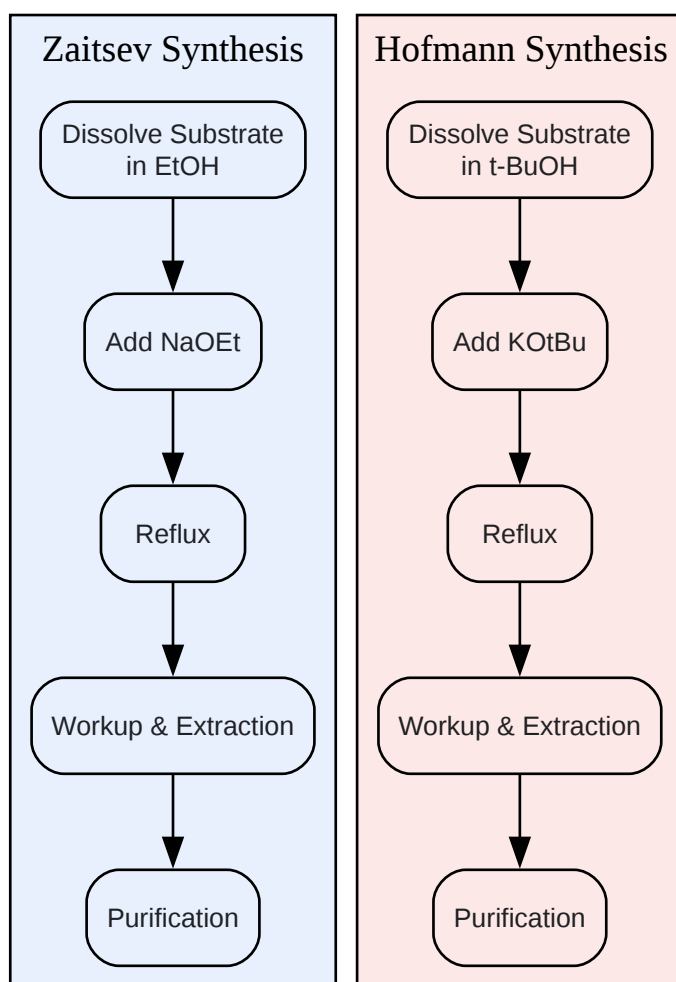 Zaitsev Synthesis
Dissolve Substrate
in EtOH
Add NaOEt
Reflux
Workup & Extraction
Purification
Hofmann Synthesis
Dissolve Substrate
in t-BuOH
Add KOtBu
Reflux
Workup & Extraction
Purification